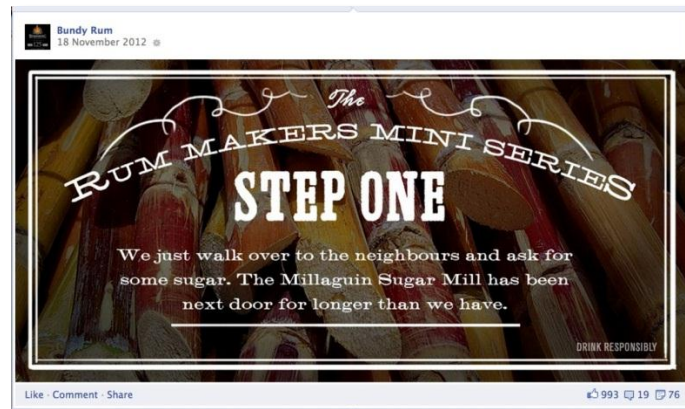 Bundy Rum
18 November 2012
The
RUM MAKERS MINI SERIES
STEP ONE
We just walk over to the neighbours and ask for
some sugar. The Millaguin Sugar Mill has been
next door for longer than we have.
DRINK RESPONSIBLY
Like · Comment · Share
993 19 76